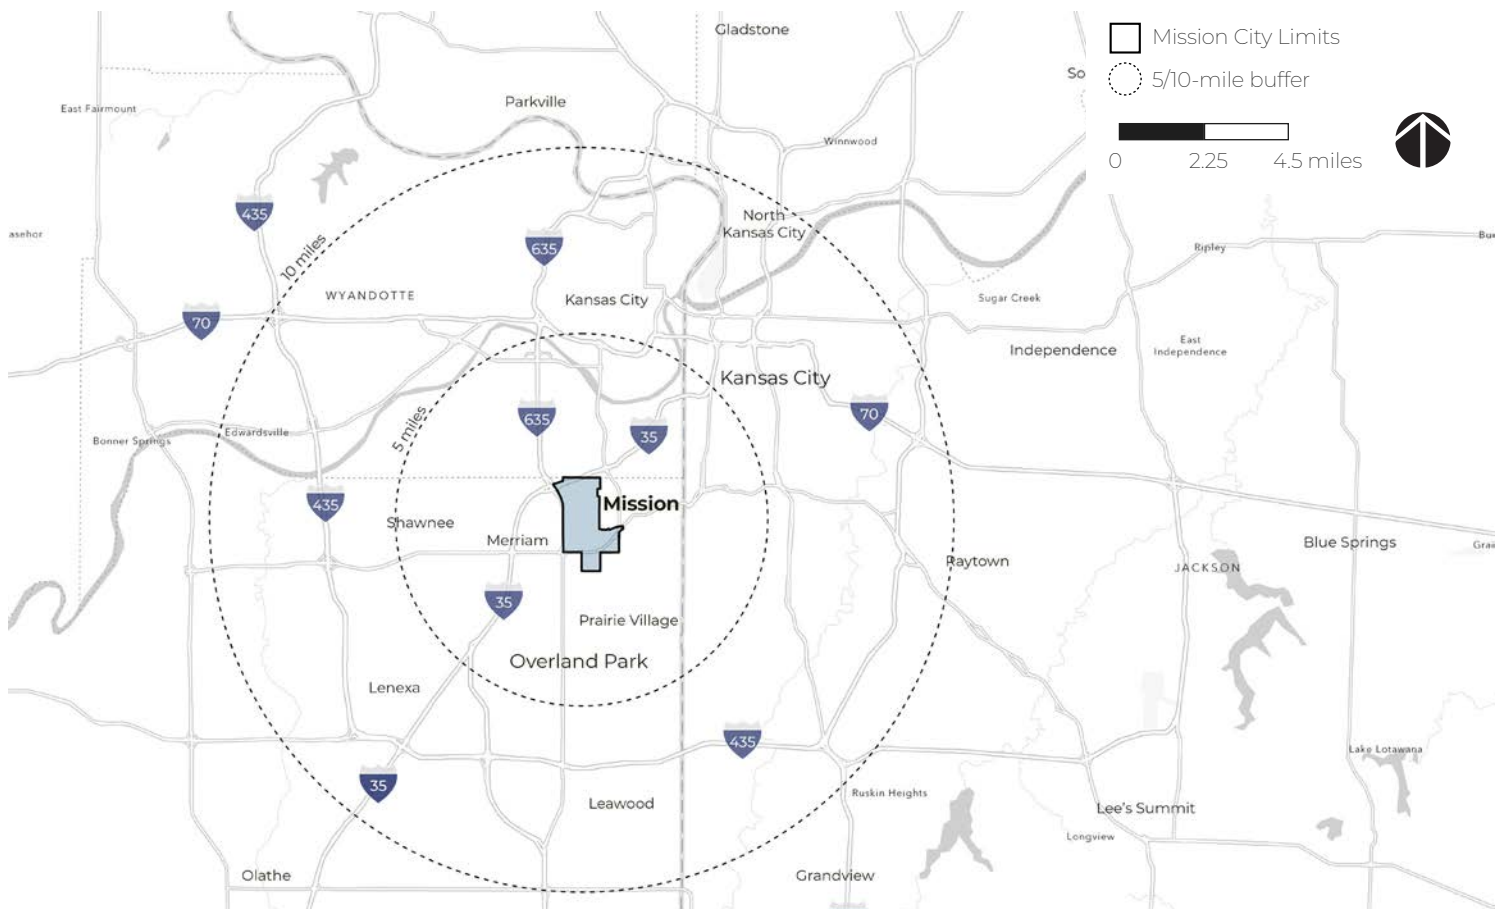 Gladstone
Mission City Limits
So
5/10-mile buffer
Parkville
East Fairmount
Winnwood
0 2.25 4.5 miles
435
North
Kansas City
asehor
635
10 miles
Ripley
Bu
WYANDOTTE
Kansas City
Sugar Creek
70
Independence
East
Independence
Kansas City
5 miles
635
70
35
Edwardsville
Bonner Springs
435
Mission
Shawnee
Merriam
Blue Springs
Grai
Raytown
JACKSON
35
Prairie Village
Overland Park
Lenexa
435
Lake Lotawana
35
Leawood
Ruskin Heights
Lee's Summit
Longview
Olathe
Grandview